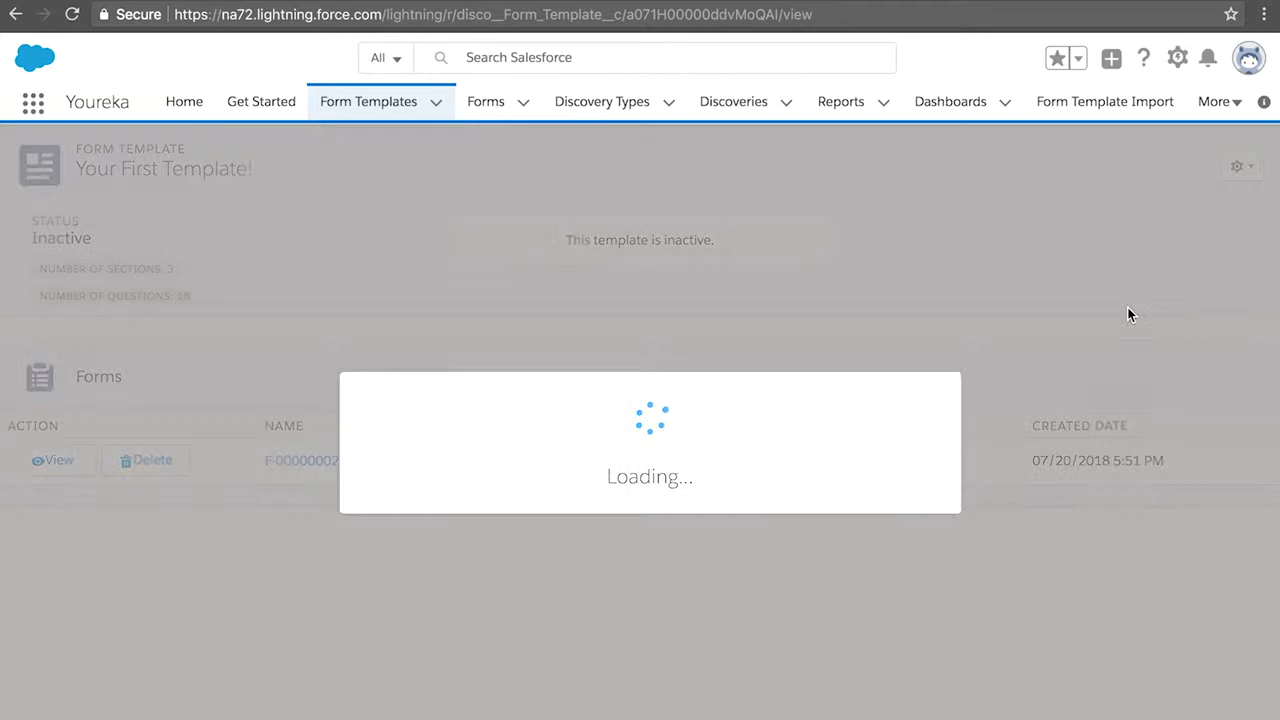 Secure https://na72.lightning.force.com/lightning/r/disco__Form_Template__c/a071H00000ddvMoQAI/view
All Search Salesforce
Youreka Home Get Started Form Templates Forms Discovery Types Discoveries Reports Dashboards Form Template Import More
FORM TEMPLATE
Your First Template!
STATUS
Inactive
This template is inactive.
NUMBER OF SECTIONS: 3
NUMBER OF QUESTIONS: 18
Forms
ACTION NAME CREATED DATE
View Delete F-00000002 07/20/2018 5:51 PM
Loading...